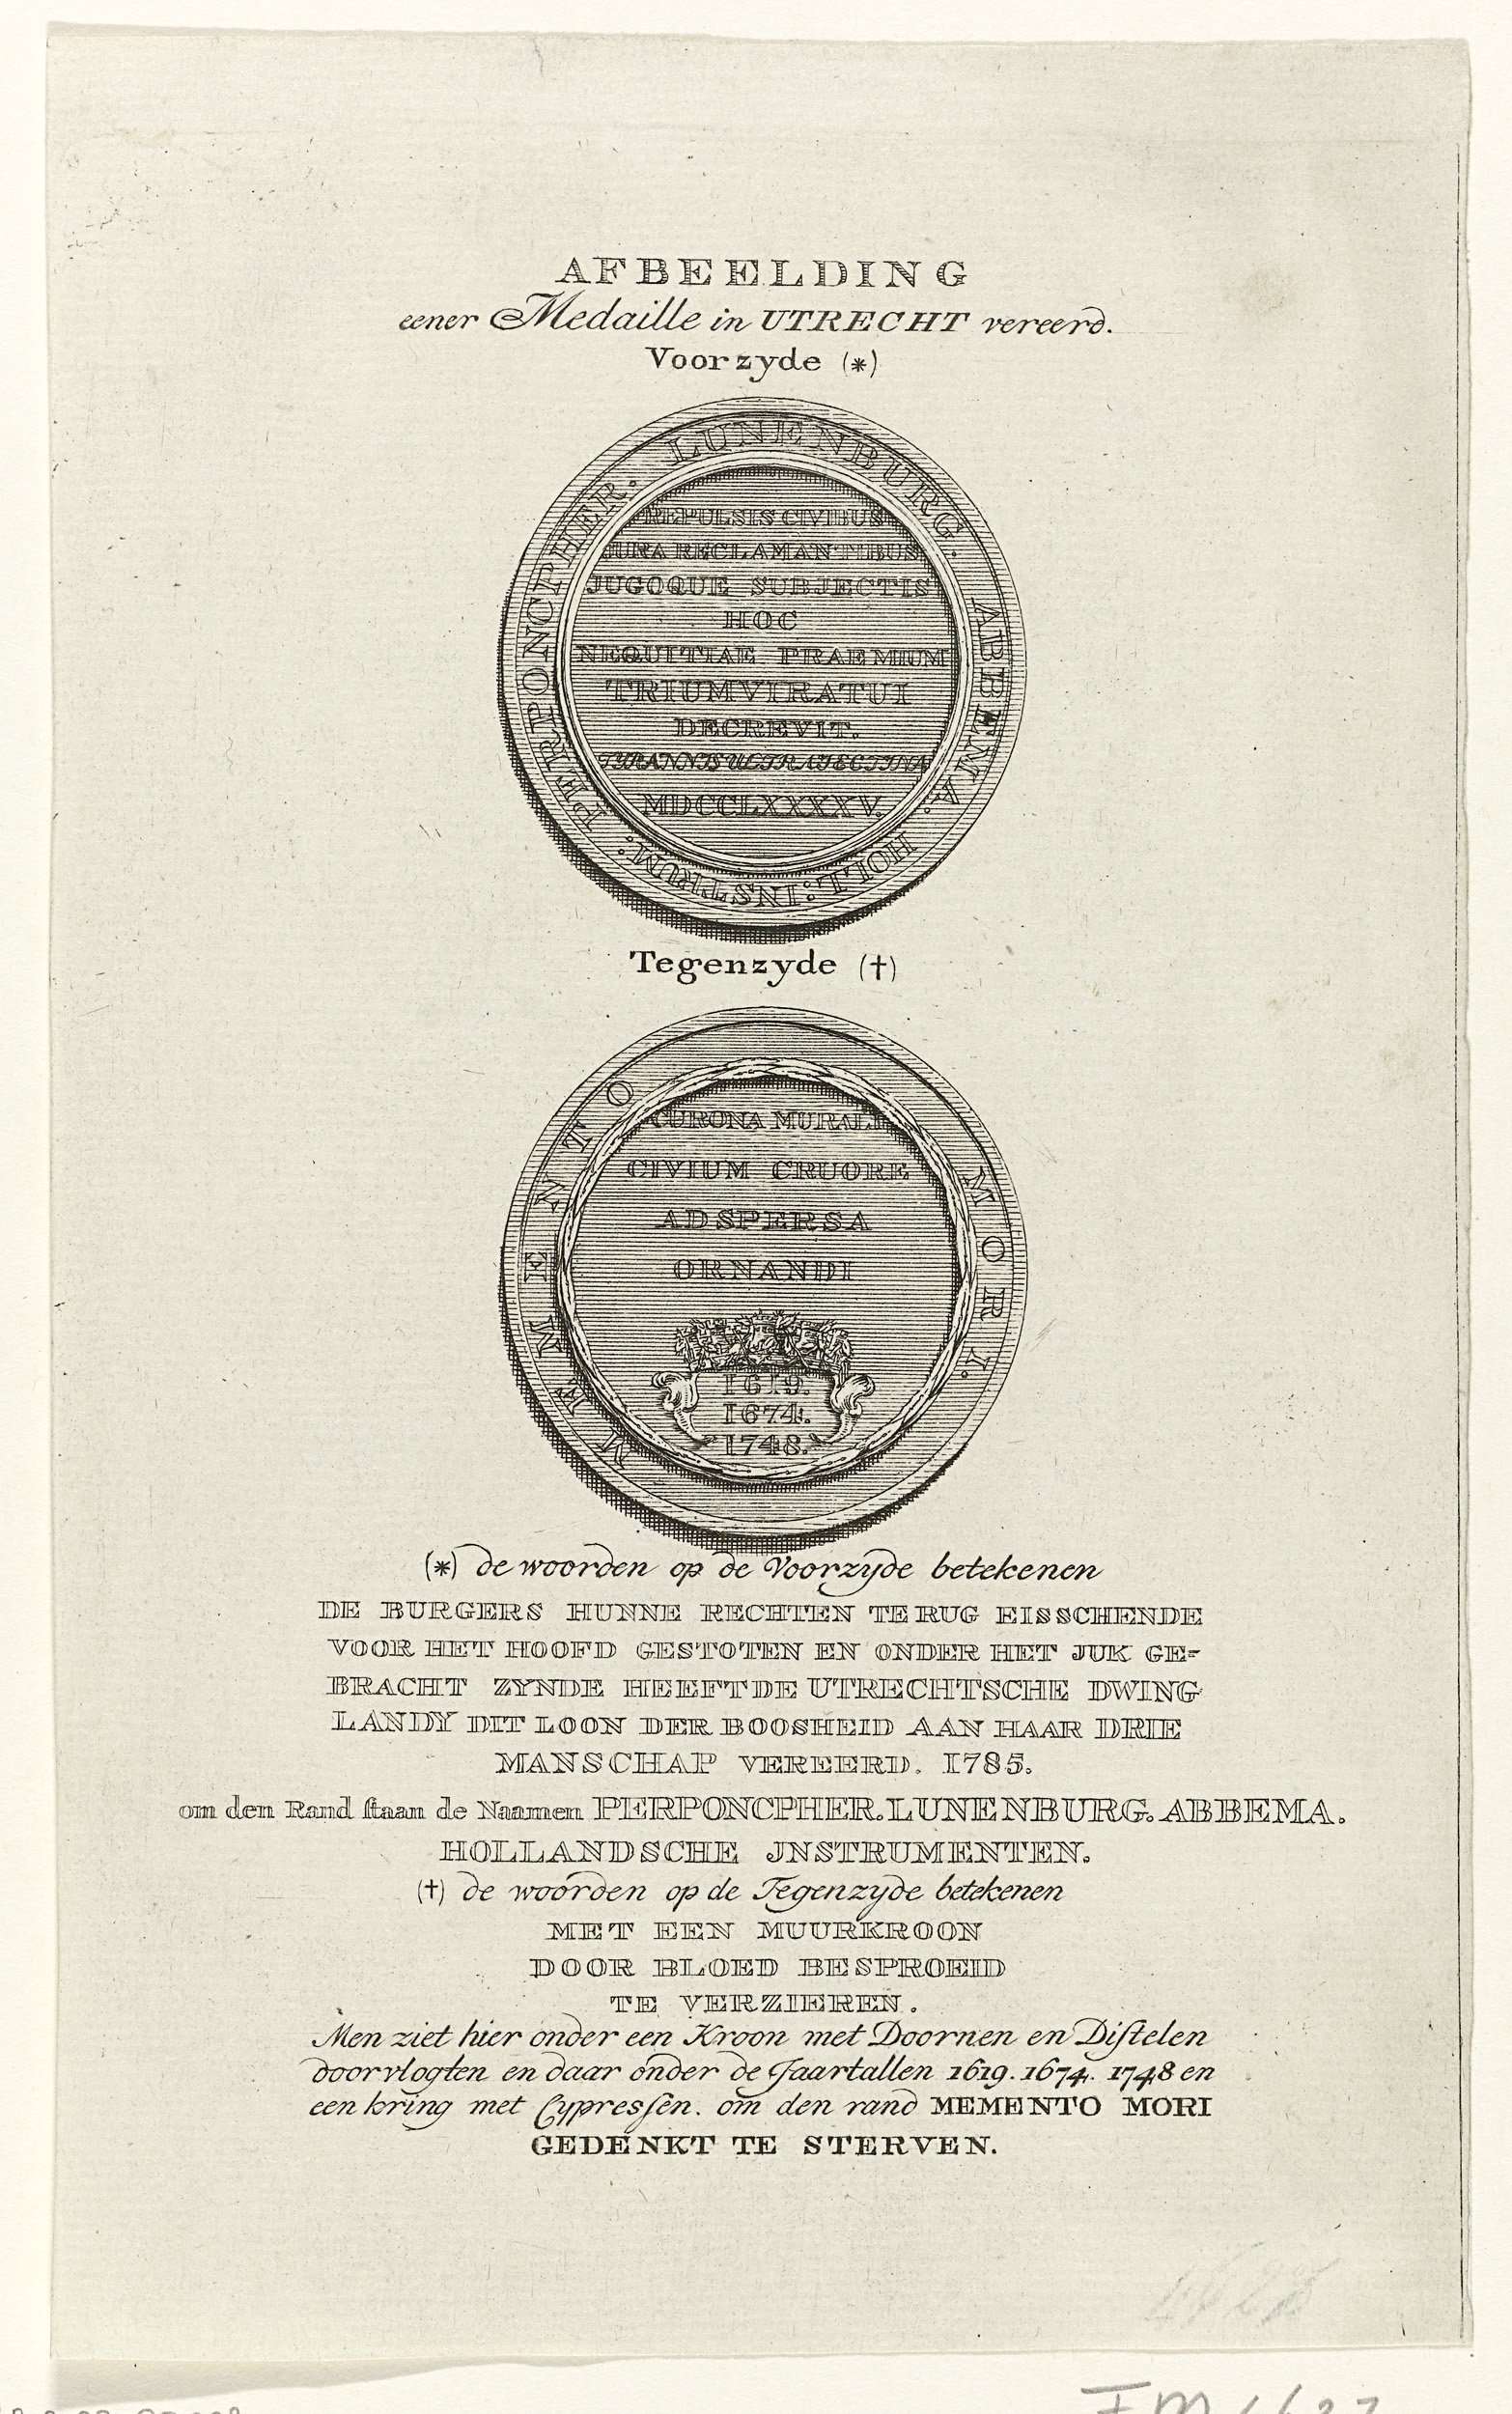 AFBEELDING
eener Medaille in UTRECHT vereerd.
Voorzyde (*)
PERPONCPHER. LUNENBURG. ABBEMA. HOLL: INSTRUM:
REPULSIS CIVIBUS
JURA RECLAMANTIBUS
JUGOQUE SUBJECTIS
HOC
NEQUITIAE PRAEMIUM
TRIUMVIRATUI
DECREVIT.
TYRANNIS ULTRAJECTINA
MDCCLXXXXV.
Tegenzyde (†)
MEMENTO MORI.
CORONA MURALI
CIVIUM CRUORE
ADSPERSA
ORNANDI
1619.
1674.
1748.
(*) de woorden op de Voorzyde betekenen
DE BURGERS HUNNE RECHTEN TERUG EISSCHENDE
VOOR HET HOOFD GESTOTEN EN ONDER HET JUK GE=
BRACHT ZYNDE HEEFT DE UTRECHTSCHE DWING
LANDY DIT LOON DER BOOSHEID AAN HAAR DRIE
MANSCHAP VEREERD. 1785.
om den Rand staan de Naamen PERPONCPHER. LUNENBURG. ABBEMA.
HOLLANDSCHE JNSTRUMENTEN.
(†) de woorden op de Tegenzyde betekenen
MET EEN MUURKROON
DOOR BLOED BESPROEID
TE VERZIEREN.
Men ziet hier onder een Kroon met Doornen en Distelen
doorvlogten en daar onder de Jaartallen 1619. 1674. 1748 en
een kring met Cypressen. om den rand MEMENTO MORI
GEDENKT TE STERVEN.